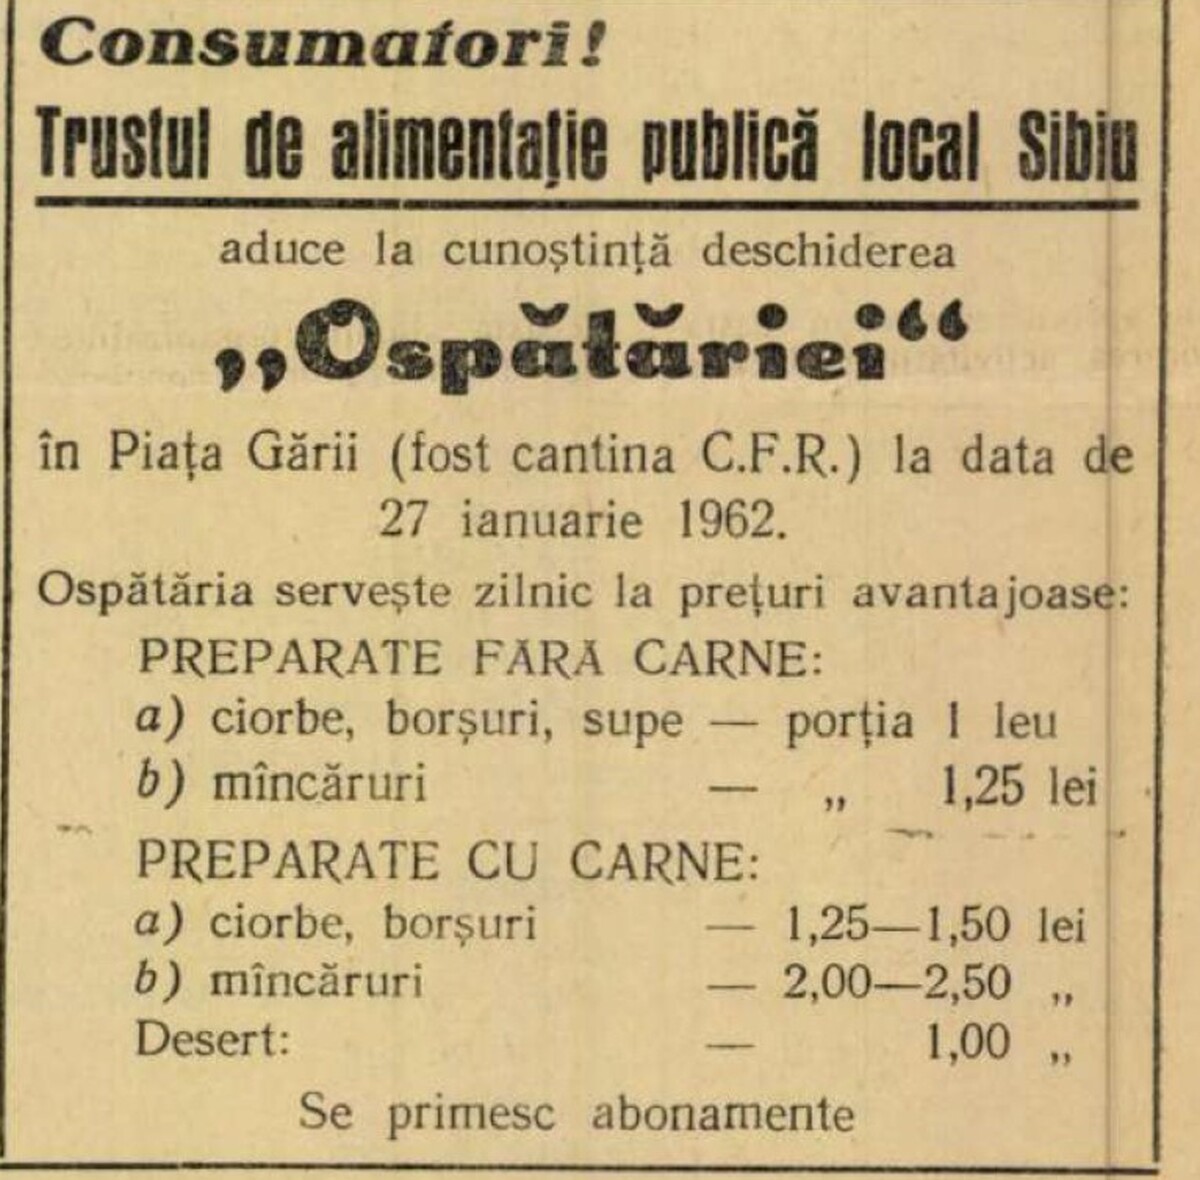 Consumatori!
Trustul de alimentație publică local Sibiu
aduce la cunoștință deschiderea
„Ospătăriei“
în Piața Gării (fost cantina C.F.R.) la data de
27 ianuarie 1962.
Ospătăria servește zilnic la prețuri avantajoase:
PREPARATE FĂRĂ CARNE:
a) ciorbe, borșuri, supe — porția 1 leu
b) mîncăruri — „ 1,25 lei
PREPARATE CU CARNE:
a) ciorbe, borșuri — 1,25—1,50 lei
b) mîncăruri — 2,00—2,50 „
Desert: — 1,00 „
Se primesc abonamente